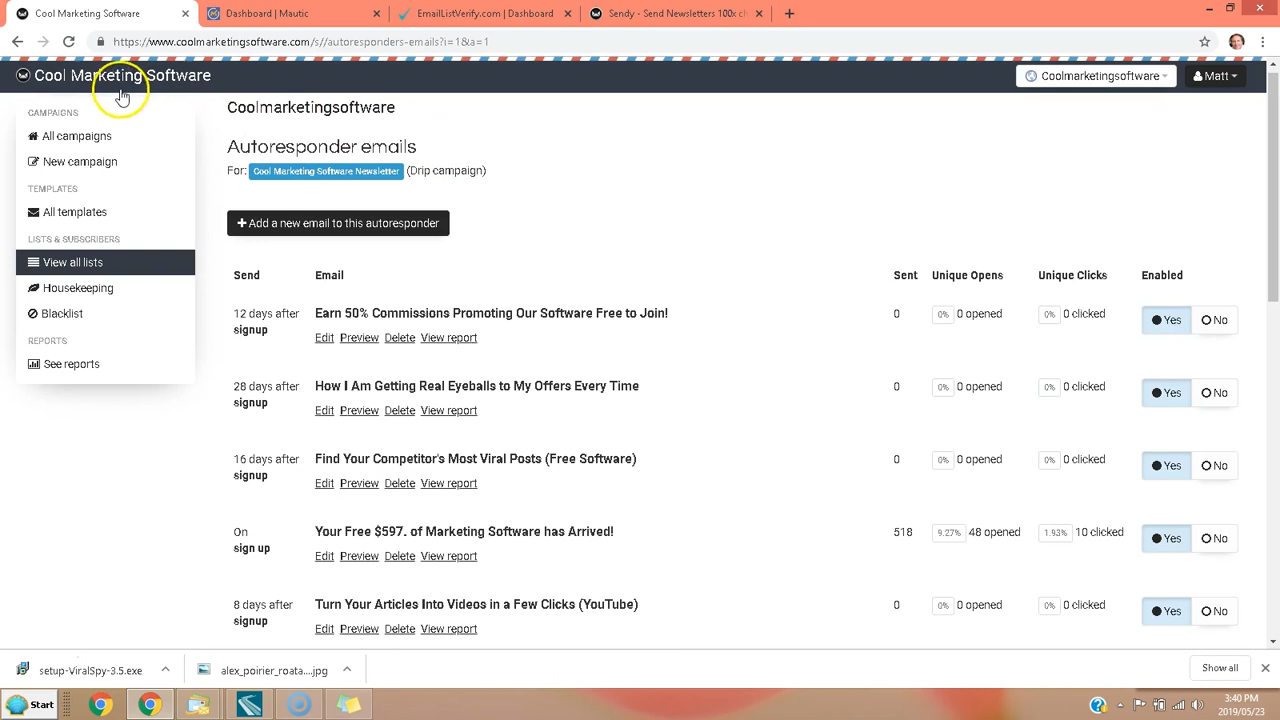 Cool Marketing Software
Dashboard | Mautic
EmailListVerify.com | Dashboard
Sendy - Send Newsletters 100x ch
https://www.coolmarketingsoftware.com/s//autoresponders-emails?i=1&a=1
Cool Marketing Software
Coolmarketingsoftware
Matt
CAMPAIGNS
All campaigns
New campaign
TEMPLATES
All templates
LISTS & SUBSCRIBERS
View all lists
Housekeeping
Blacklist
REPORTS
See reports
Coolmarketingsoftware
Autoresponder emails
For: Cool Marketing Software Newsletter (Drip campaign)
+ Add a new email to this autoresponder
Send Email Sent Unique Opens Unique Clicks Enabled
12 days after signup Earn 50% Commissions Promoting Our Software Free to Join! 0 0% 0 opened 0% 0 clicked Yes No
Edit Preview Delete View report
28 days after signup How I Am Getting Real Eyeballs to My Offers Every Time 0 0% 0 opened 0% 0 clicked Yes No
Edit Preview Delete View report
16 days after signup Find Your Competitor's Most Viral Posts (Free Software) 0 0% 0 opened 0% 0 clicked Yes No
Edit Preview Delete View report
On sign up Your Free $597. of Marketing Software has Arrived! 518 9.27% 48 opened 1.93% 10 clicked Yes No
Edit Preview Delete View report
8 days after signup Turn Your Articles Into Videos in a Few Clicks (YouTube) 0 0% 0 opened 0% 0 clicked Yes No
Edit Preview Delete View report
setup-ViralSpy-3.5.exe
alex_poirier_roata....jpg
Show all
Start
3:40 PM
2019/05/23